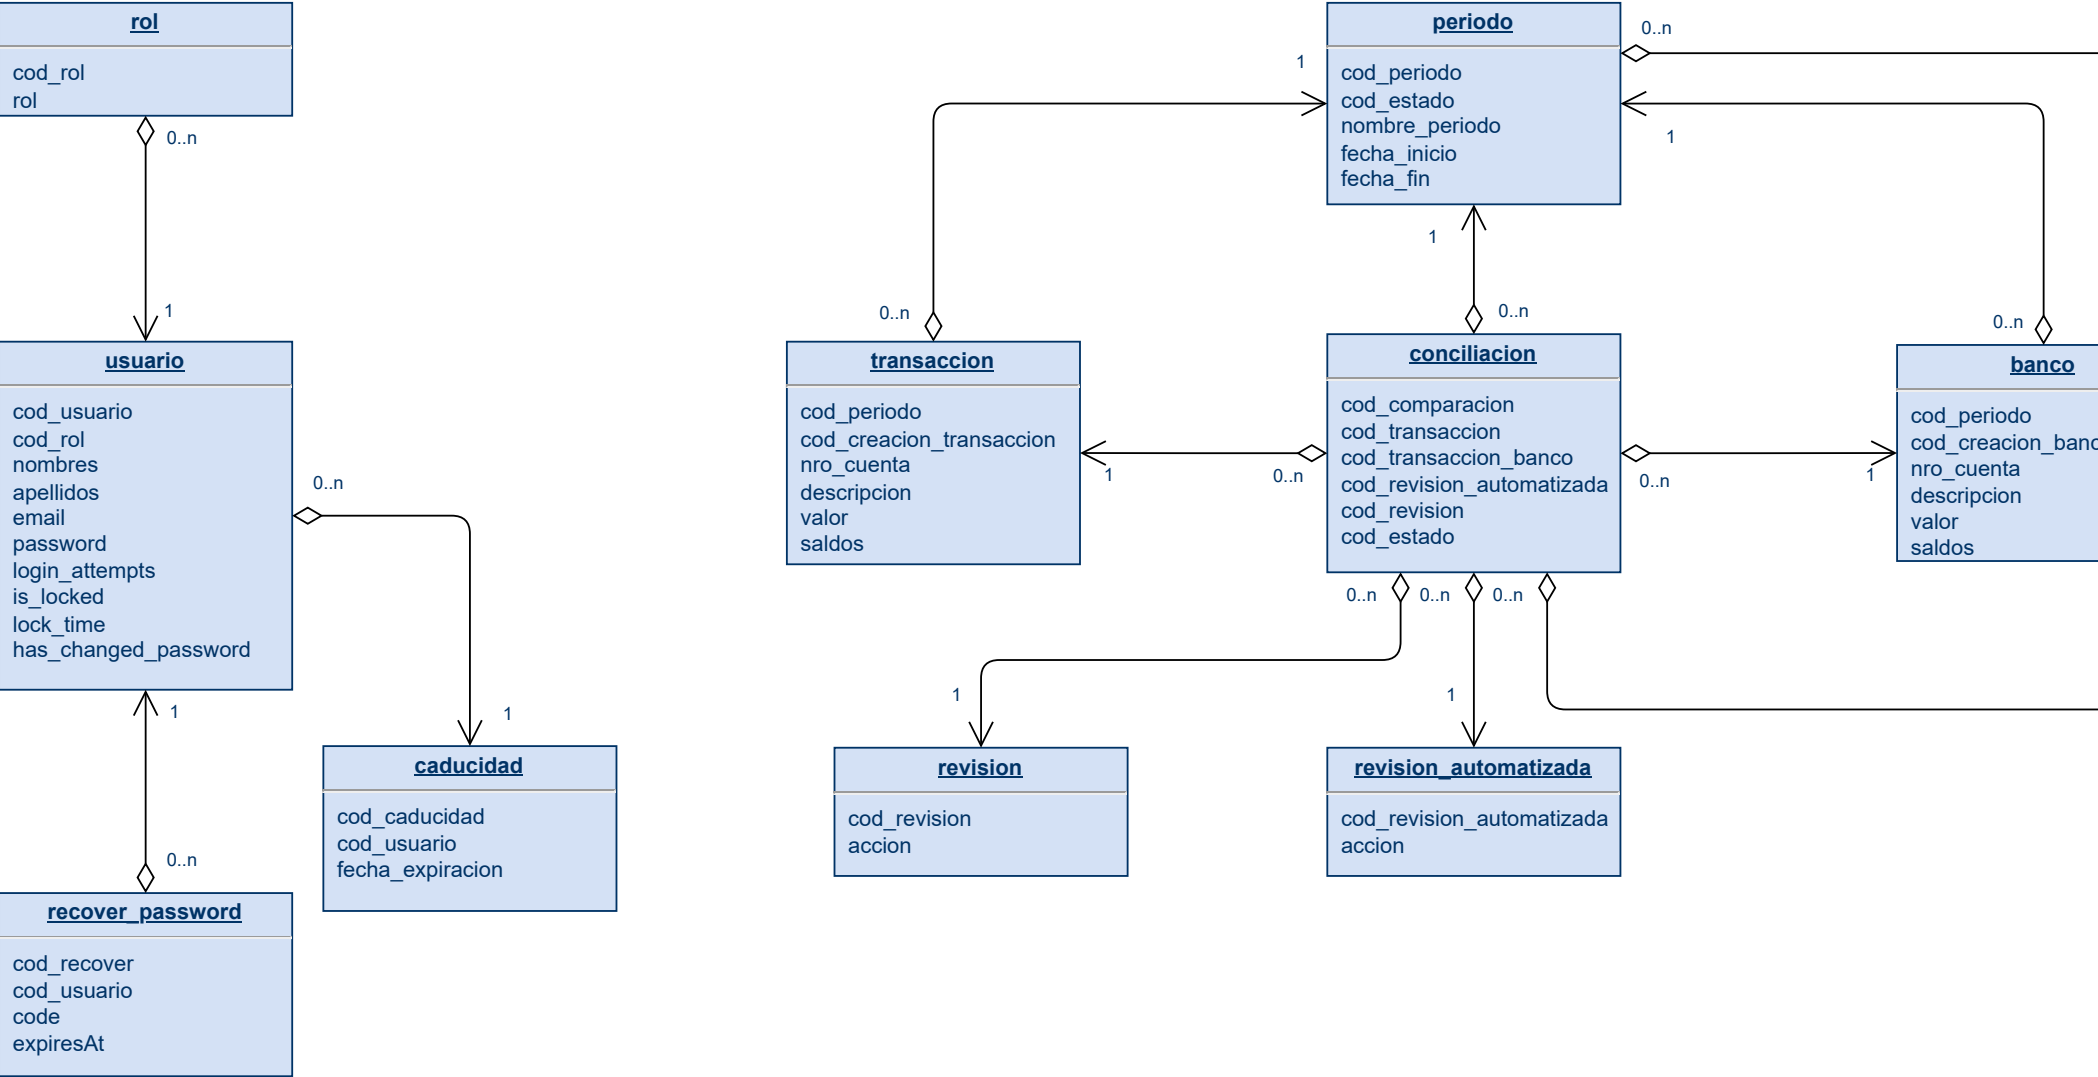 rol
cod_rol
rol
0..n
1
usuario
cod_usuario
cod_rol
nombres
apellidos
email
password
login_attempts
is_locked
lock_time
has_changed_password
0..n
1
1
0..n
caducidad
cod_caducidad
cod_usuario
fecha_expiracion
recover_password
cod_recover
cod_usuario
code
expiresAt
periodo
cod_periodo
cod_estado
nombre_periodo
fecha_inicio
fecha_fin
1
0..n
1
1
0..n
0..n
0..n
transaccion
cod_periodo
cod_creacion_transaccion
nro_cuenta
descripcion
valor
saldos
1
0..n
conciliacion
cod_comparacion
cod_transaccion
cod_transaccion_banco
cod_revision_automatizada
cod_revision
cod_estado
0..n
1
banco
cod_periodo
cod_creacion_banc
nro_cuenta
descripcion
valor
saldos
0..n
0..n
0..n
1
1
revision
cod_revision
accion
revision_automatizada
cod_revision_automatizada
accion